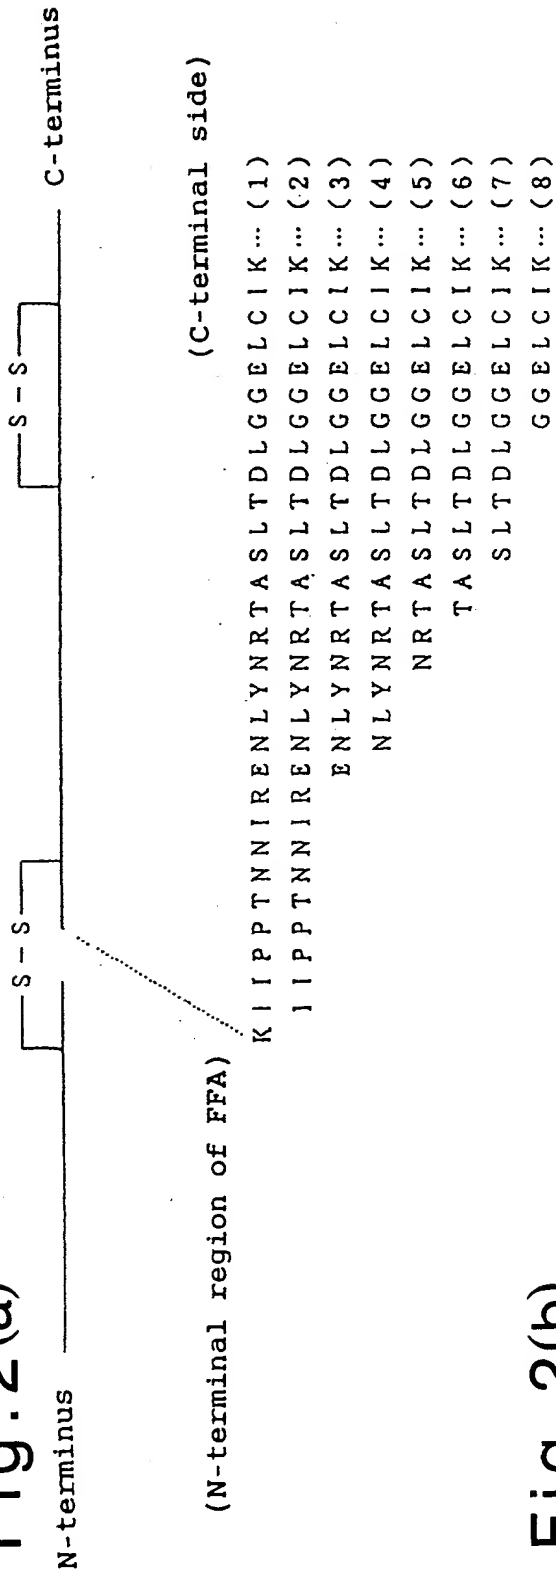 Fig. 2(a)
S – S S – S
N-terminus C-terminus
(N-terminal region of FFA) (C-terminal side)
K I I P P T N N I R E N L Y N R T A S L T D L G G E L C I K … (1)
I I P P T N N I R E N L Y N R T A S L T D L G G E L C I K … (2)
E N L Y N R T A S L T D L G G E L C I K … (3)
N L Y N R T A S L T D L G G E L C I K … (4)
N R T A S L T D L G G E L C I K … (5)
T A S L T D L G G E L C I K … (6)
S L T D L G G E L C I K … (7)
G G E L C I K … (8)
Fig. 2(b)